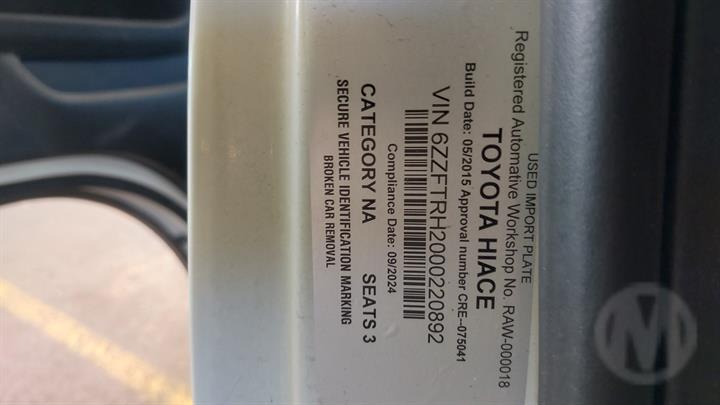 USED IMPORT PLATE
Registered Automative Workshop No. RAW-000018
TOYOTA HIACE
Build Date: 05/2015 Approval number CRE--075041
VIN 6ZZFTRH2000220892
Compliance Date: 09/2024
CATEGORY NA SEATS 3
SECURE VEHICLE IDENTIFICATION MARKING
BROKEN CAR REMOVAL
M